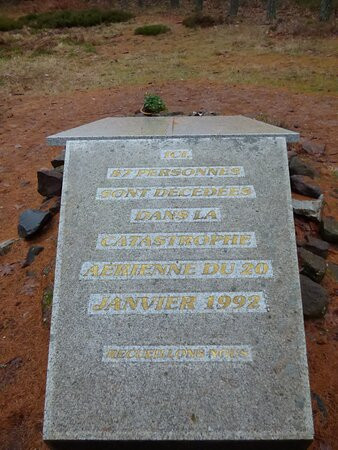 ICI
87 PERSONNES
SONT DECEDEES
DANS LA
CATASTROPHE
AERIENNE DU 20
JANVIER 1992
RECUEILLONS NOUS